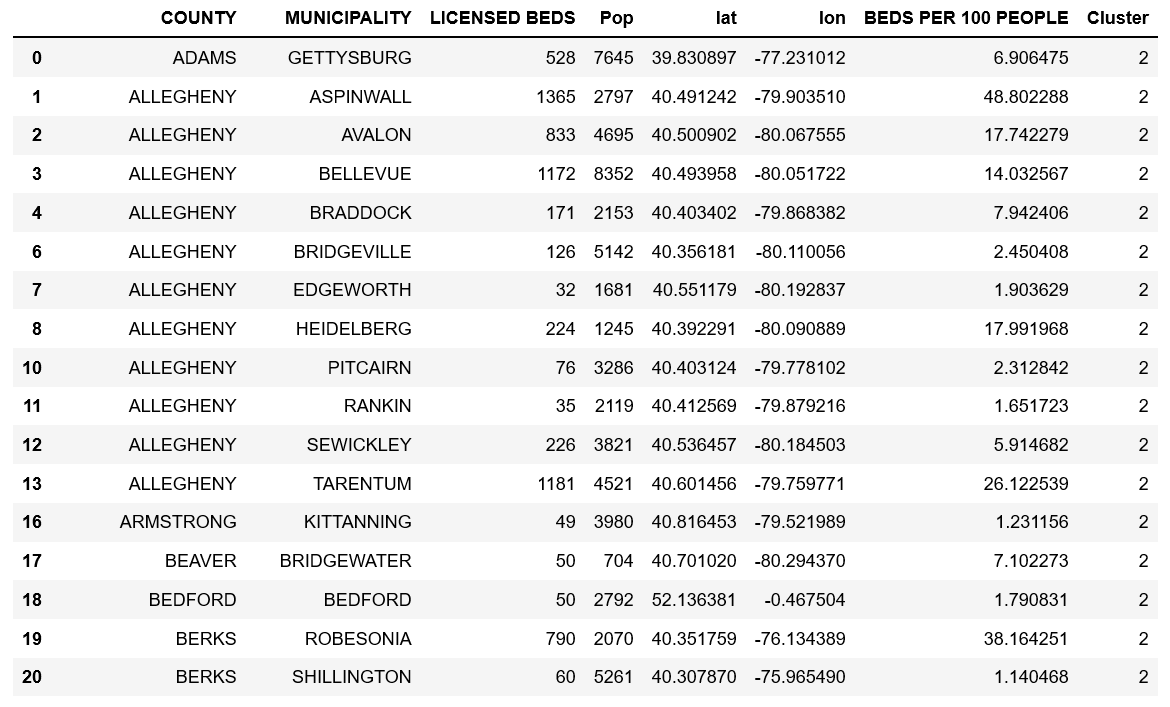 COUNTY MUNICIPALITY LICENSED BEDS Pop lat lon BEDS PER 100 PEOPLE Cluster
0 ADAMS GETTYSBURG 528 7645 39.830897 -77.231012 6.906475 2
1 ALLEGHENY ASPINWALL 1365 2797 40.491242 -79.903510 48.802288 2
2 ALLEGHENY AVALON 833 4695 40.500902 -80.067555 17.742279 2
3 ALLEGHENY BELLEVUE 1172 8352 40.493958 -80.051722 14.032567 2
4 ALLEGHENY BRADDOCK 171 2153 40.403402 -79.868382 7.942406 2
6 ALLEGHENY BRIDGEVILLE 126 5142 40.356181 -80.110056 2.450408 2
7 ALLEGHENY EDGEWORTH 32 1681 40.551179 -80.192837 1.903629 2
8 ALLEGHENY HEIDELBERG 224 1245 40.392291 -80.090889 17.991968 2
10 ALLEGHENY PITCAIRN 76 3286 40.403124 -79.778102 2.312842 2
11 ALLEGHENY RANKIN 35 2119 40.412569 -79.879216 1.651723 2
12 ALLEGHENY SEWICKLEY 226 3821 40.536457 -80.184503 5.914682 2
13 ALLEGHENY TARENTUM 1181 4521 40.601456 -79.759771 26.122539 2
16 ARMSTRONG KITTANNING 49 3980 40.816453 -79.521989 1.231156 2
17 BEAVER BRIDGEWATER 50 704 40.701020 -80.294370 7.102273 2
18 BEDFORD BEDFORD 50 2792 52.136381 -0.467504 1.790831 2
19 BERKS ROBESONIA 790 2070 40.351759 -76.134389 38.164251 2
20 BERKS SHILLINGTON 60 5261 40.307870 -75.965490 1.140468 2